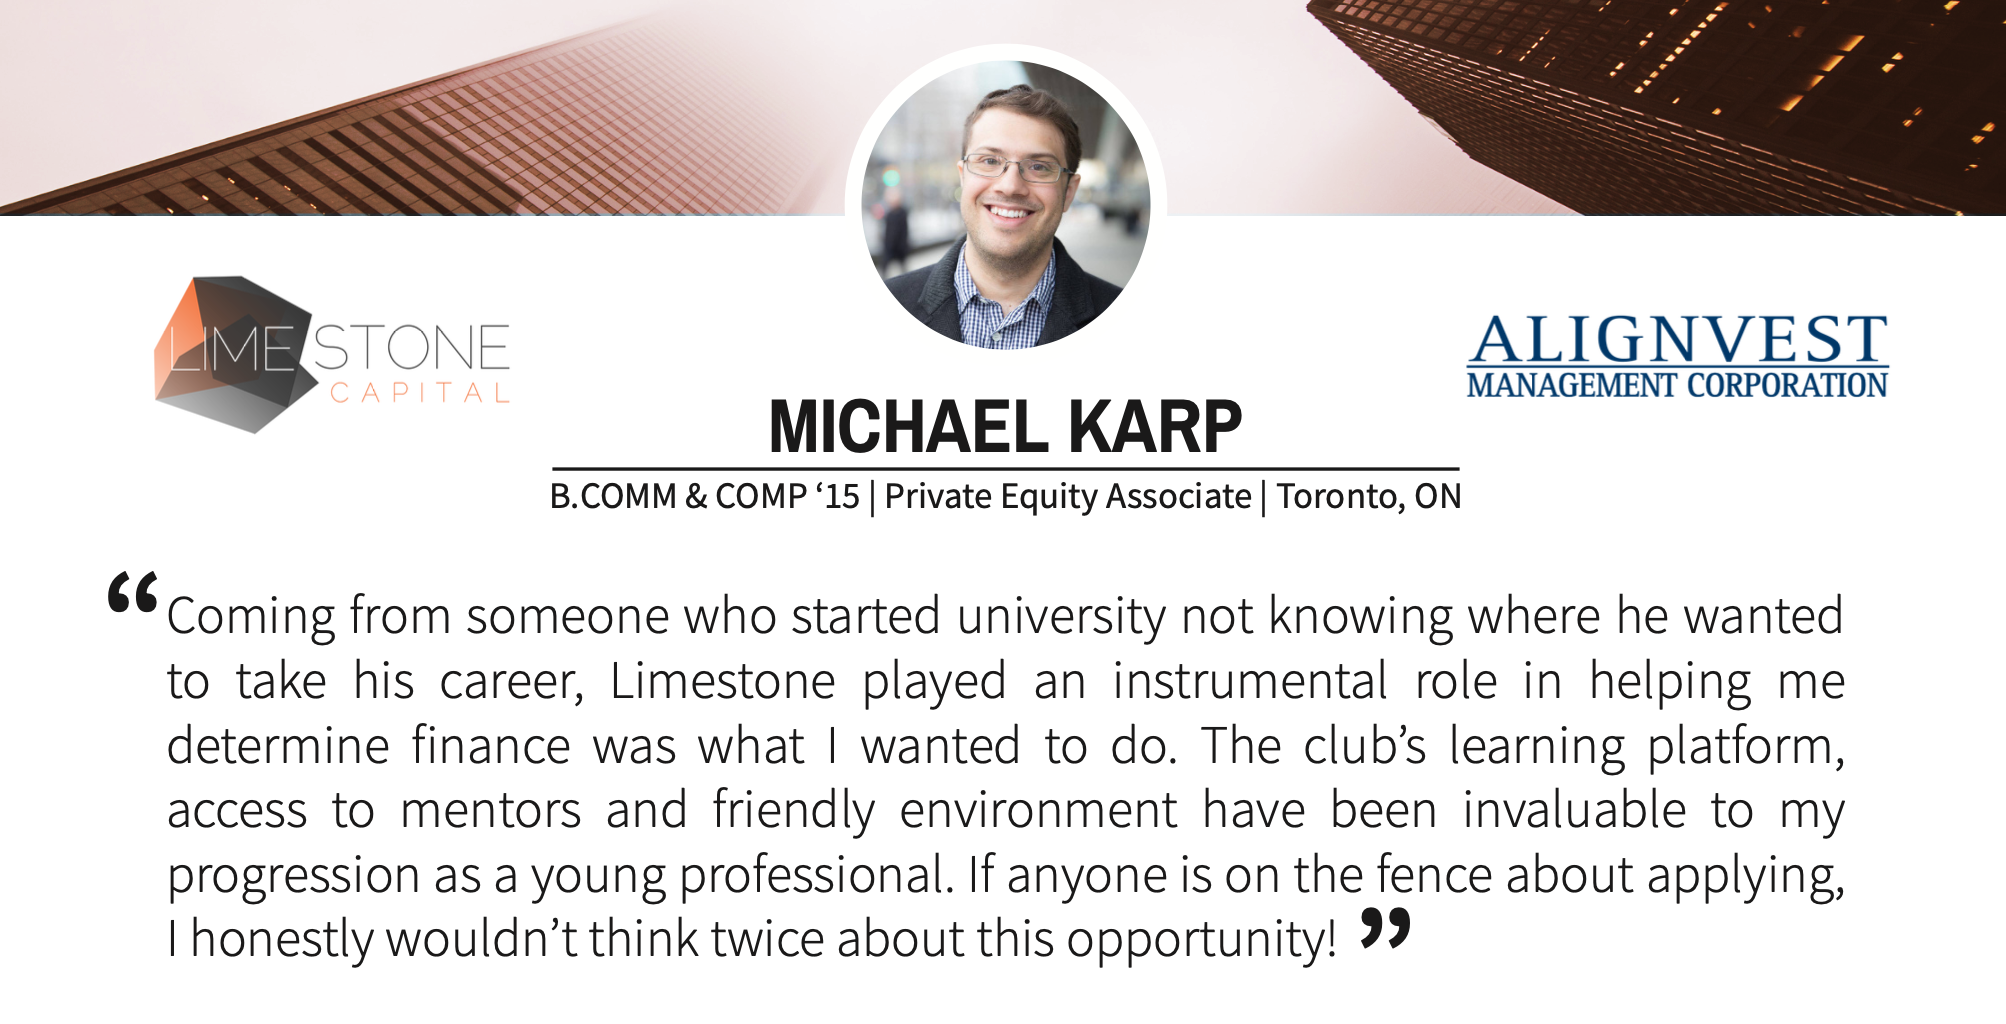 LIMESTONE
CAPITAL
ALIGNVEST
MANAGEMENT CORPORATION
MICHAEL KARP
B.COMM & COMP ‘15 | Private Equity Associate | Toronto, ON
“Coming from someone who started university not knowing where he wanted
to take his career, Limestone played an instrumental role in helping me
determine finance was what I wanted to do. The club’s learning platform,
access to mentors and friendly environment have been invaluable to my
progression as a young professional. If anyone is on the fence about applying,
I honestly wouldn’t think twice about this opportunity! ”